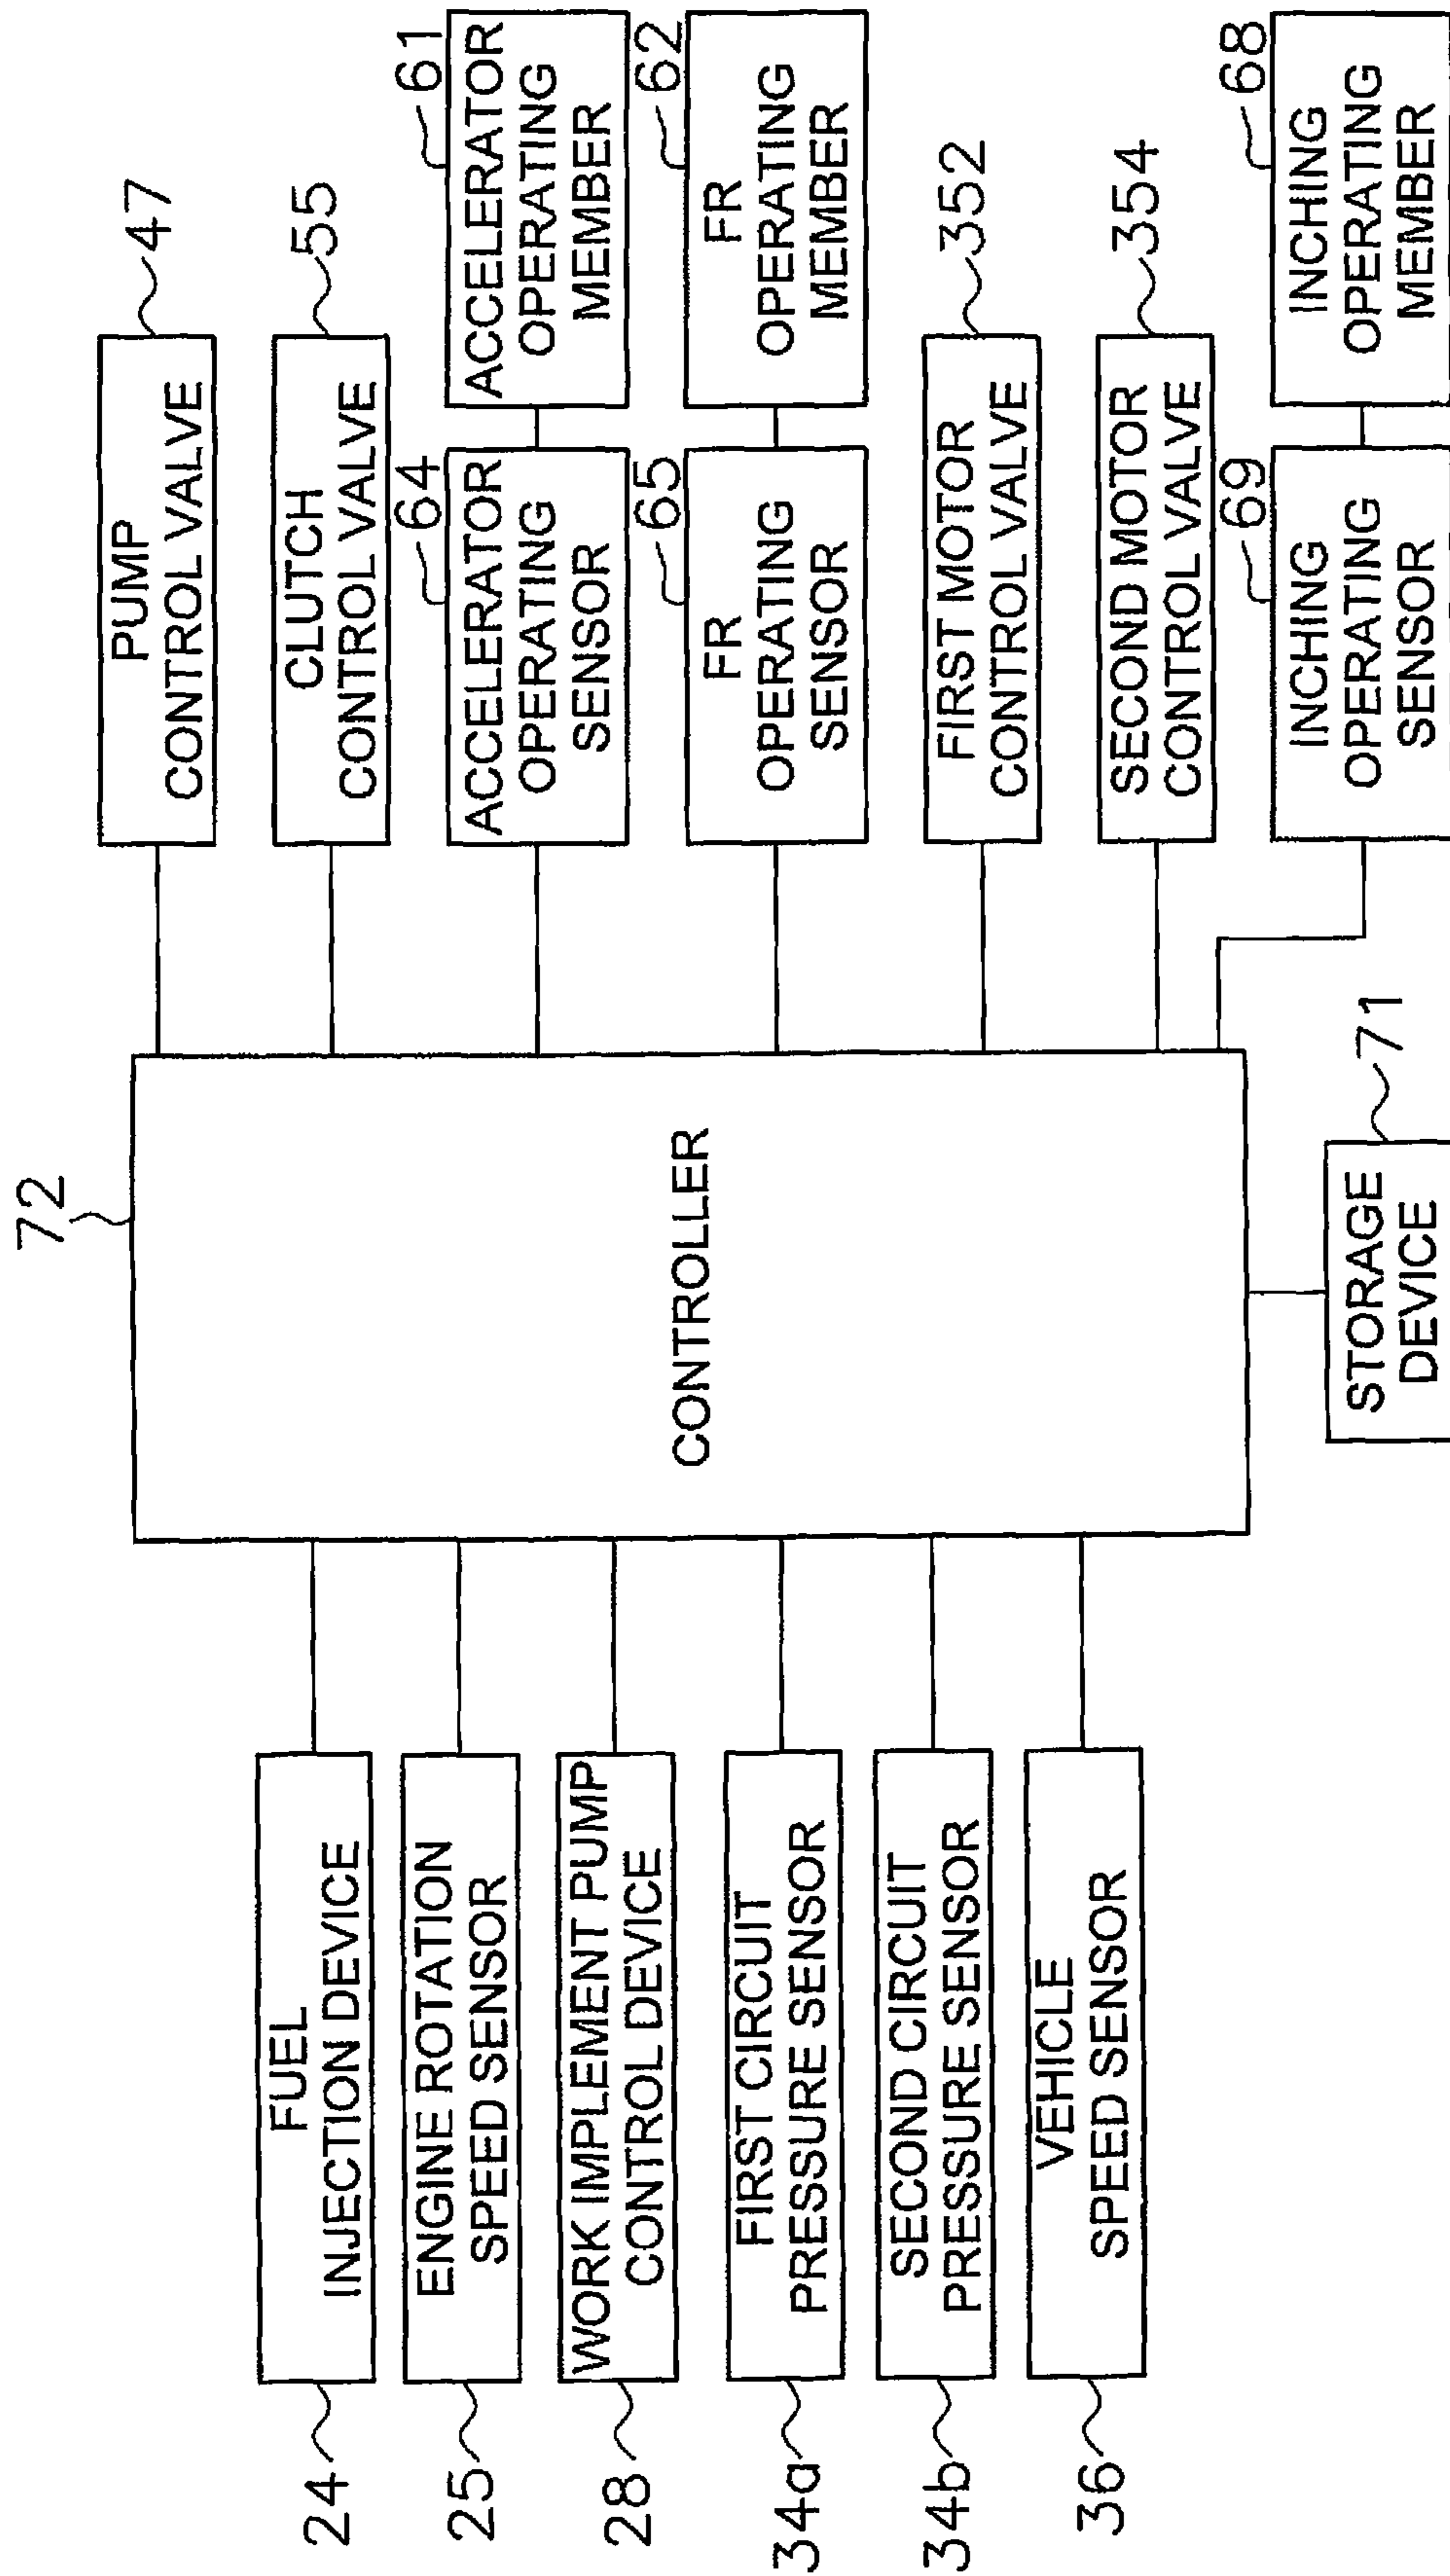 72
CONTROLLER
24
FUEL
INJECTION DEVICE
25
ENGINE ROTATION
SPEED SENSOR
28
WORK IMPLEMENT PUMP
CONTROL DEVICE
34a
FIRST CIRCUIT
PRESSURE SENSOR
34b
SECOND CIRCUIT
PRESSURE SENSOR
36
VEHICLE
SPEED SENSOR
PUMP
CONTROL VALVE
47
CLUTCH
CONTROL VALVE
55
64
ACCELERATOR
OPERATING
SENSOR
61
ACCELERATOR
OPERATING
MEMBER
65
FR
OPERATING
SENSOR
62
FR
OPERATING
MEMBER
FIRST MOTOR
CONTROL VALVE
352
SECOND MOTOR
CONTROL VALVE
354
69
INCHING
OPERATING
SENSOR
68
INCHING
OPERATING
MEMBER
STORAGE
DEVICE
71